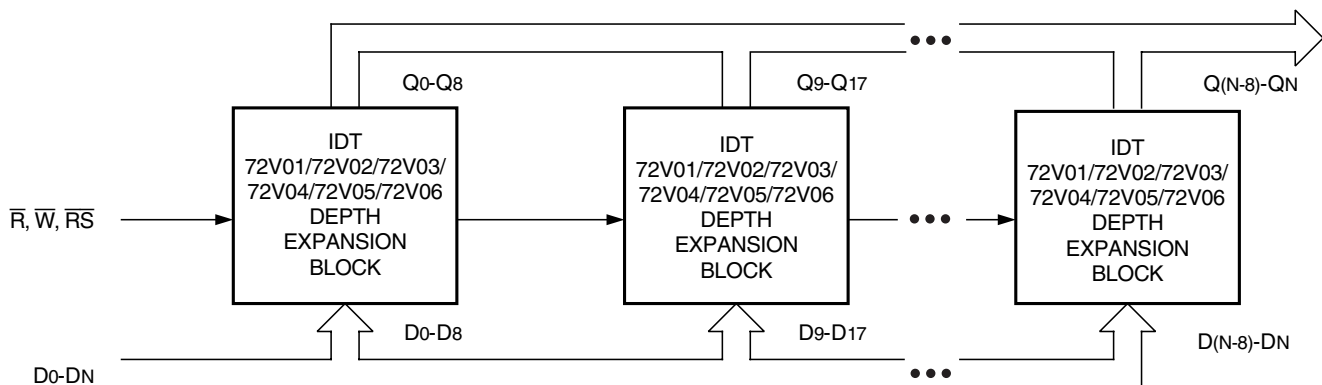 Q0-Q8
Q9-Q17
Q(N-8)-QN
IDT
72V01/72V02/72V03/
72V04/72V05/72V06
DEPTH
EXPANSION
BLOCK
IDT
72V01/72V02/72V03/
72V04/72V05/72V06
DEPTH
EXPANSION
BLOCK
IDT
72V01/72V02/72V03/
72V04/72V05/72V06
DEPTH
EXPANSION
BLOCK
R̅, W̅, R̅S̅
D0-D8
D9-D17
D(N-8)-DN
D0-DN